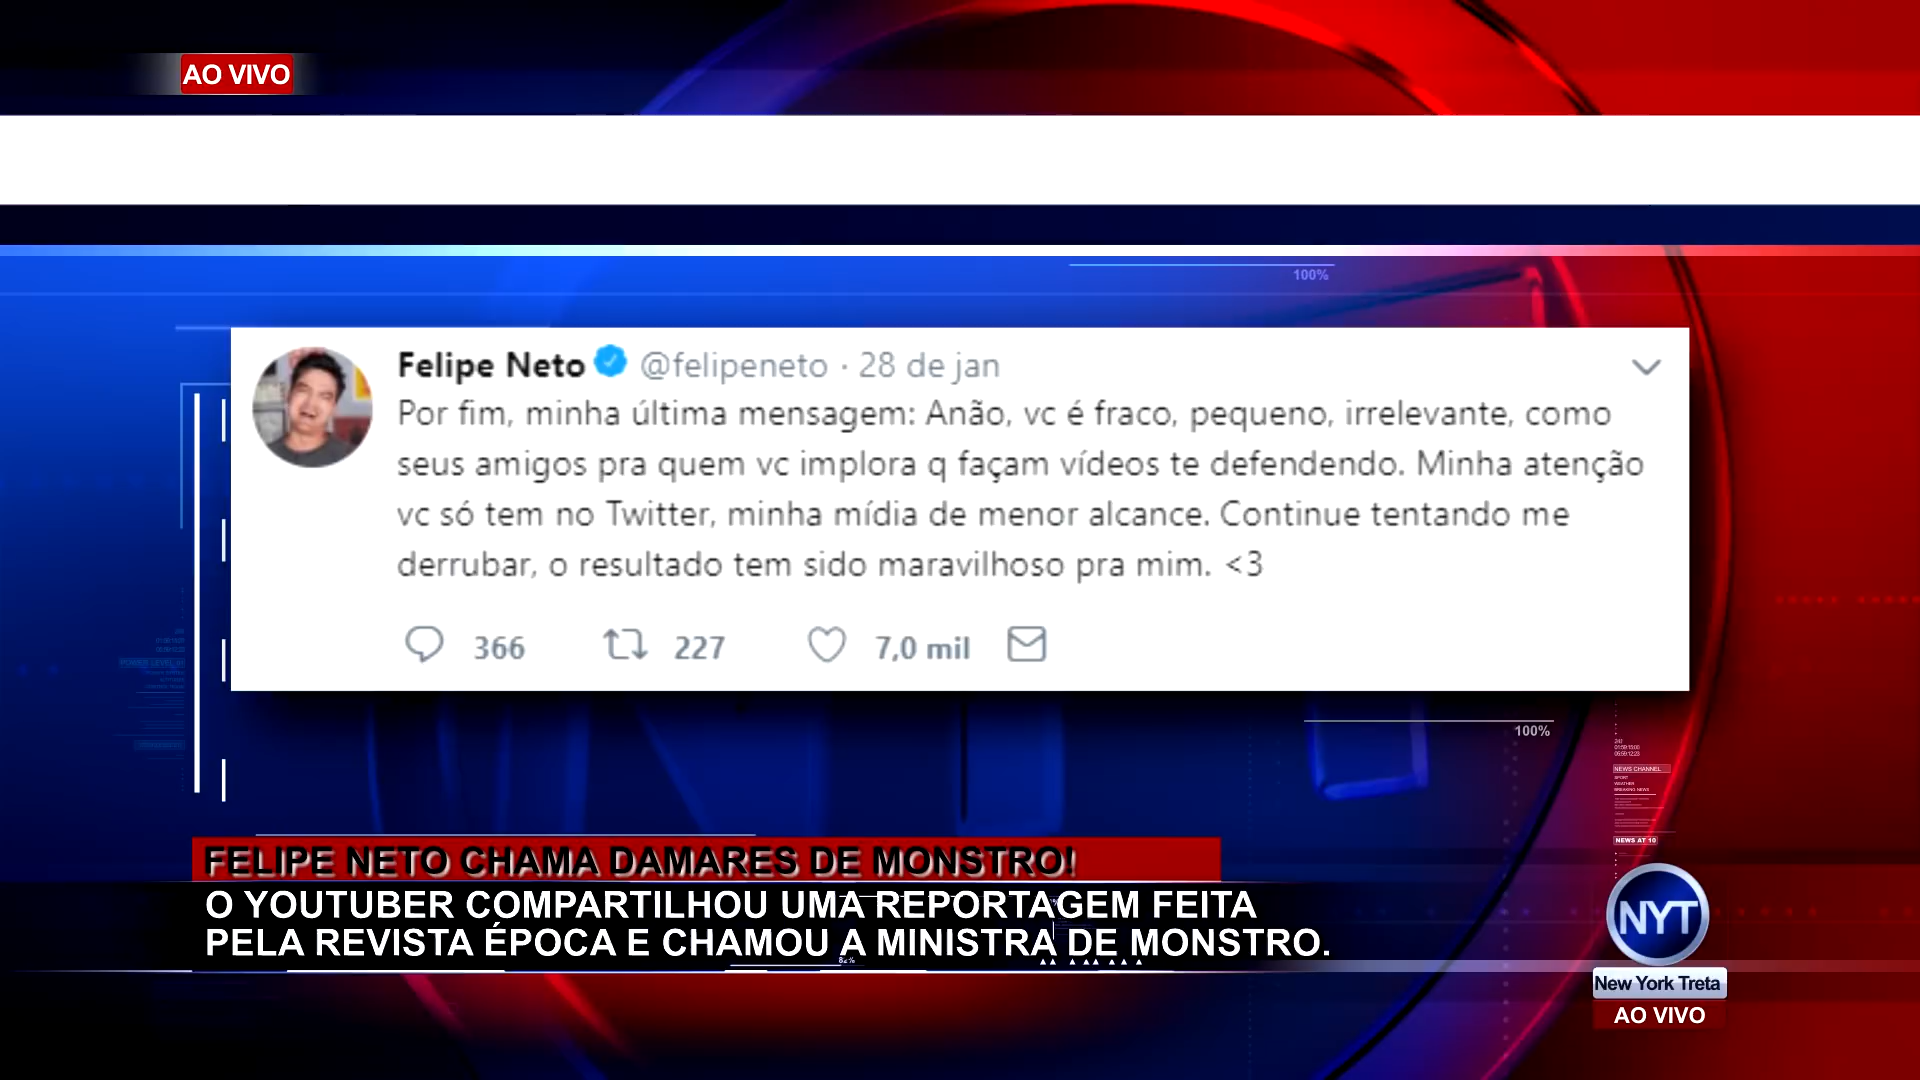 AO VIVO
100%
Felipe Neto @felipeneto · 28 de jan
Por fim, minha última mensagem: Anão, vc é fraco, pequeno, irrelevante, como
seus amigos pra quem vc implora q façam vídeos te defendendo. Minha atenção
vc só tem no Twitter, minha mídia de menor alcance. Continue tentando me
derrubar, o resultado tem sido maravilhoso pra mim. <3
366 227 7,0 mil
100%
NEWS CHANNEL
SPORT
WEATHER
BREAKING NEWS
NEWS AT 10
FELIPE NETO CHAMA DAMARES DE MONSTRO!
O YOUTUBER COMPARTILHOU UMA REPORTAGEM FEITA
PELA REVISTA ÉPOCA E CHAMOU A MINISTRA DE MONSTRO.
NYT
New York Treta
AO VIVO